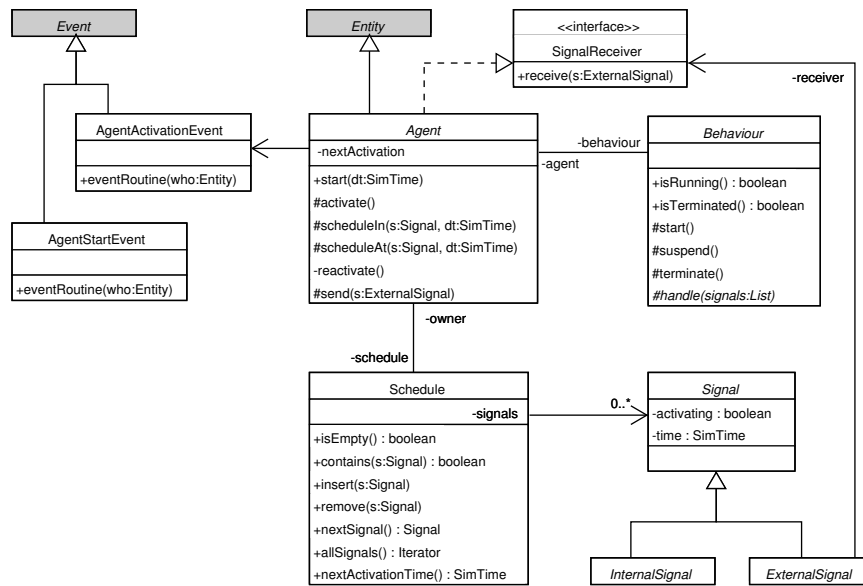 Event
Entity
<<interface>>
SignalReceiver
+receive(s:ExternalSignal)
-receiver
AgentActivationEvent
+eventRoutine(who:Entity)
Agent
-nextActivation
+start(dt:SimTime)
#activate()
#scheduleIn(s:Signal, dt:SimTime)
#scheduleAt(s:Signal, dt:SimTime)
-reactivate()
#send(s:ExternalSignal)
-behaviour
-agent
Behaviour
+isRunning() : boolean
+isTerminated() : boolean
#start()
#suspend()
#terminate()
#handle(signals:List)
AgentStartEvent
+eventRoutine(who:Entity)
-owner
-schedule
Schedule
-signals
+isEmpty() : boolean
+contains(s:Signal) : boolean
+insert(s:Signal)
+remove(s:Signal)
+nextSignal() : Signal
+allSignals() : Iterator
+nextActivationTime() : SimTime
0..*
Signal
-activating : boolean
-time : SimTime
InternalSignal
ExternalSignal